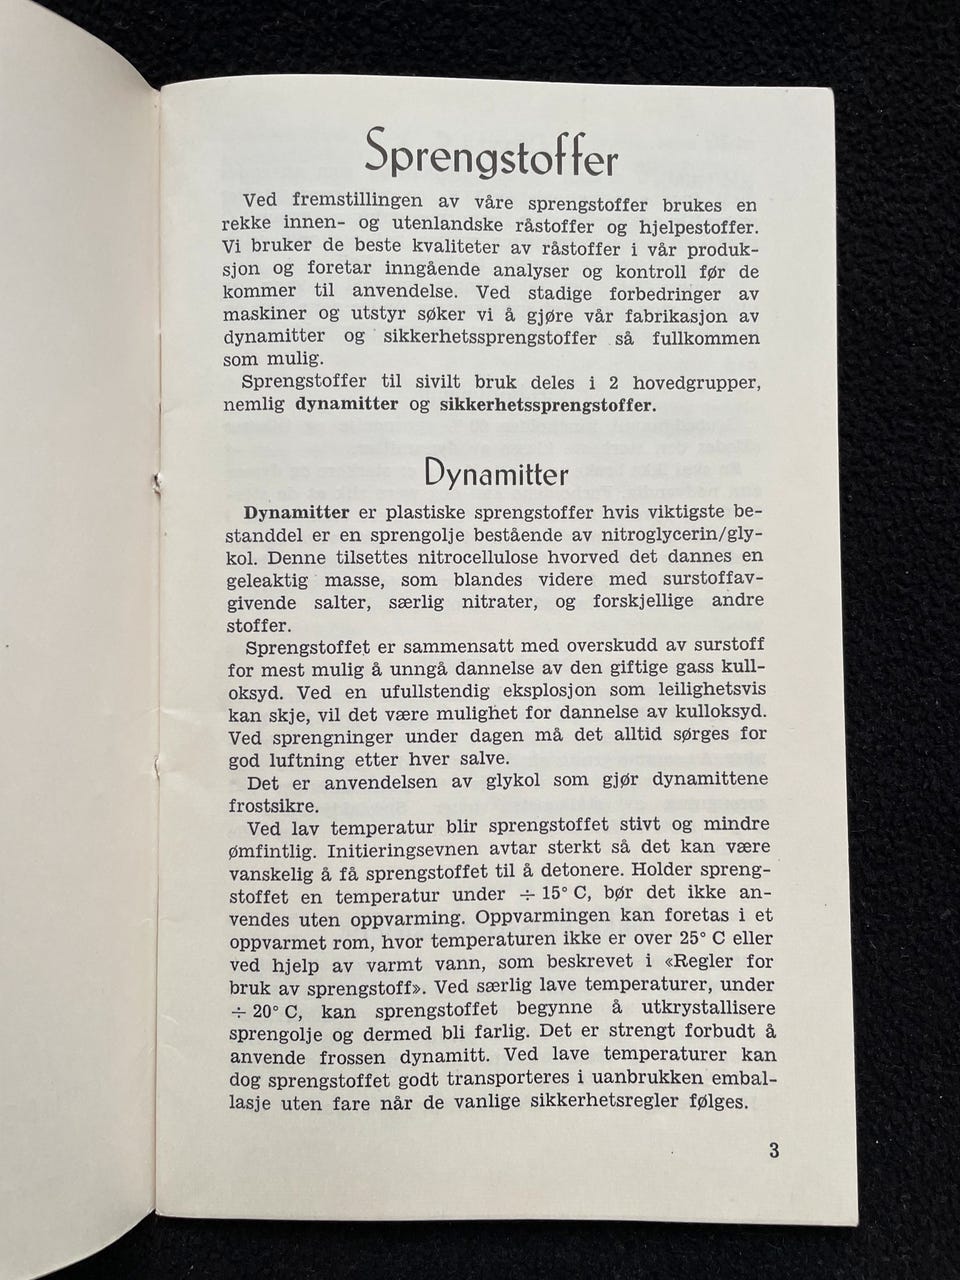 Sprengstoffer
Ved fremstillingen av våre sprengstoffer brukes en
rekke innen- og utenlandske råstoffer og hjelpestoffer.
Vi bruker de beste kvaliteter av råstoffer i vår produk-
sjon og foretar inngående analyser og kontroll før de
kommer til anvendelse. Ved stadige forbedringer av
maskiner og utstyr søker vi å gjøre vår fabrikasjon av
dynamitter og sikkerhetssprengstoffer så fullkommen
som mulig.
Sprengstoffer til sivilt bruk deles i 2 hovedgrupper,
nemlig dynamitter og sikkerhetssprengstoffer.
Dynamitter
Dynamitter er plastiske sprengstoffer hvis viktigste be-
standdel er en sprengolje bestående av nitroglycerin/gly-
kol. Denne tilsettes nitrocellulose hvorved det dannes en
geleaktig masse, som blandes videre med surstoffav-
givende salter, særlig nitrater, og forskjellige andre
stoffer.
Sprengstoffet er sammensatt med overskudd av surstoff
for mest mulig å unngå dannelse av den giftige gass kull-
oksyd. Ved en ufullstendig eksplosjon som leilighetsvis
kan skje, vil det være mulighet for dannelse av kulloksyd.
Ved sprengninger under dagen må det alltid sørges for
god luftning etter hver salve.
Det er anvendelsen av glykol som gjør dynamittene
frostsikre.
Ved lav temperatur blir sprengstoffet stivt og mindre
ømfintlig. Initieringsevnen avtar sterkt så det kan være
vanskelig å få sprengstoffet til å detonere. Holder spreng-
stoffet en temperatur under ÷ 15° C, bør det ikke an-
vendes uten oppvarming. Oppvarmingen kan foretas i et
oppvarmet rom, hvor temperaturen ikke er over 25° C eller
ved hjelp av varmt vann, som beskrevet i «Regler for
bruk av sprengstoff». Ved særlig lave temperaturer, under
÷ 20° C, kan sprengstoffet begynne å utkrystallisere
sprengolje og dermed bli farlig. Det er strengt forbudt å
anvende frossen dynamitt. Ved lave temperaturer kan
dog sprengstoffet godt transporteres i uanbrukken embal-
lasje uten fare når de vanlige sikkerhetsregler følges.
3